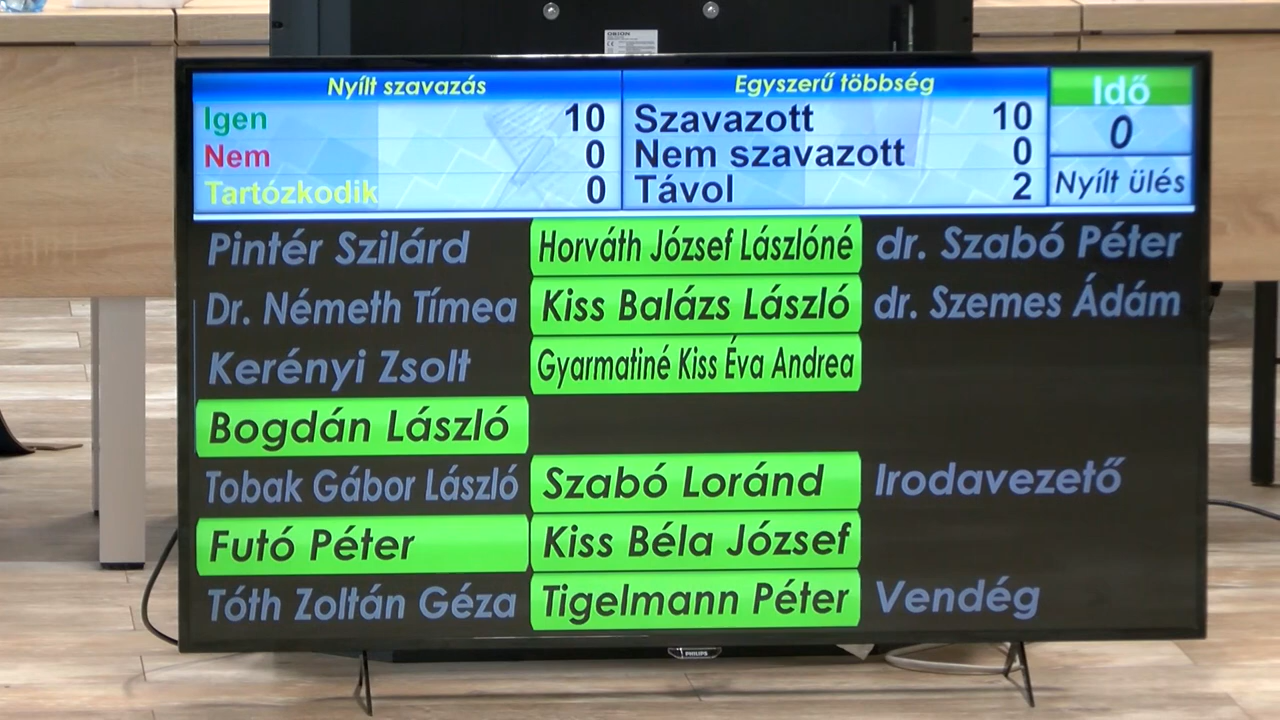 ORION
Nyílt szavazás
Igen 10
Nem 0
Tartózkodik 0
Egyszerű többség
Szavazott 10
Nem szavazott 0
Távol 2
Idő
0
Nyílt ülés
Pintér Szilárd Horváth József Lászlóné dr. Szabó Péter
Dr. Németh Tímea Kiss Balázs László dr. Szemes Ádám
Kerényi Zsolt Gyarmatiné Kiss Éva Andrea
Bogdán László
Tobak Gábor László Szabó Loránd Irodavezető
Futó Péter Kiss Béla József
Tóth Zoltán Géza Tigelmann Péter Vendég
PHILIPS